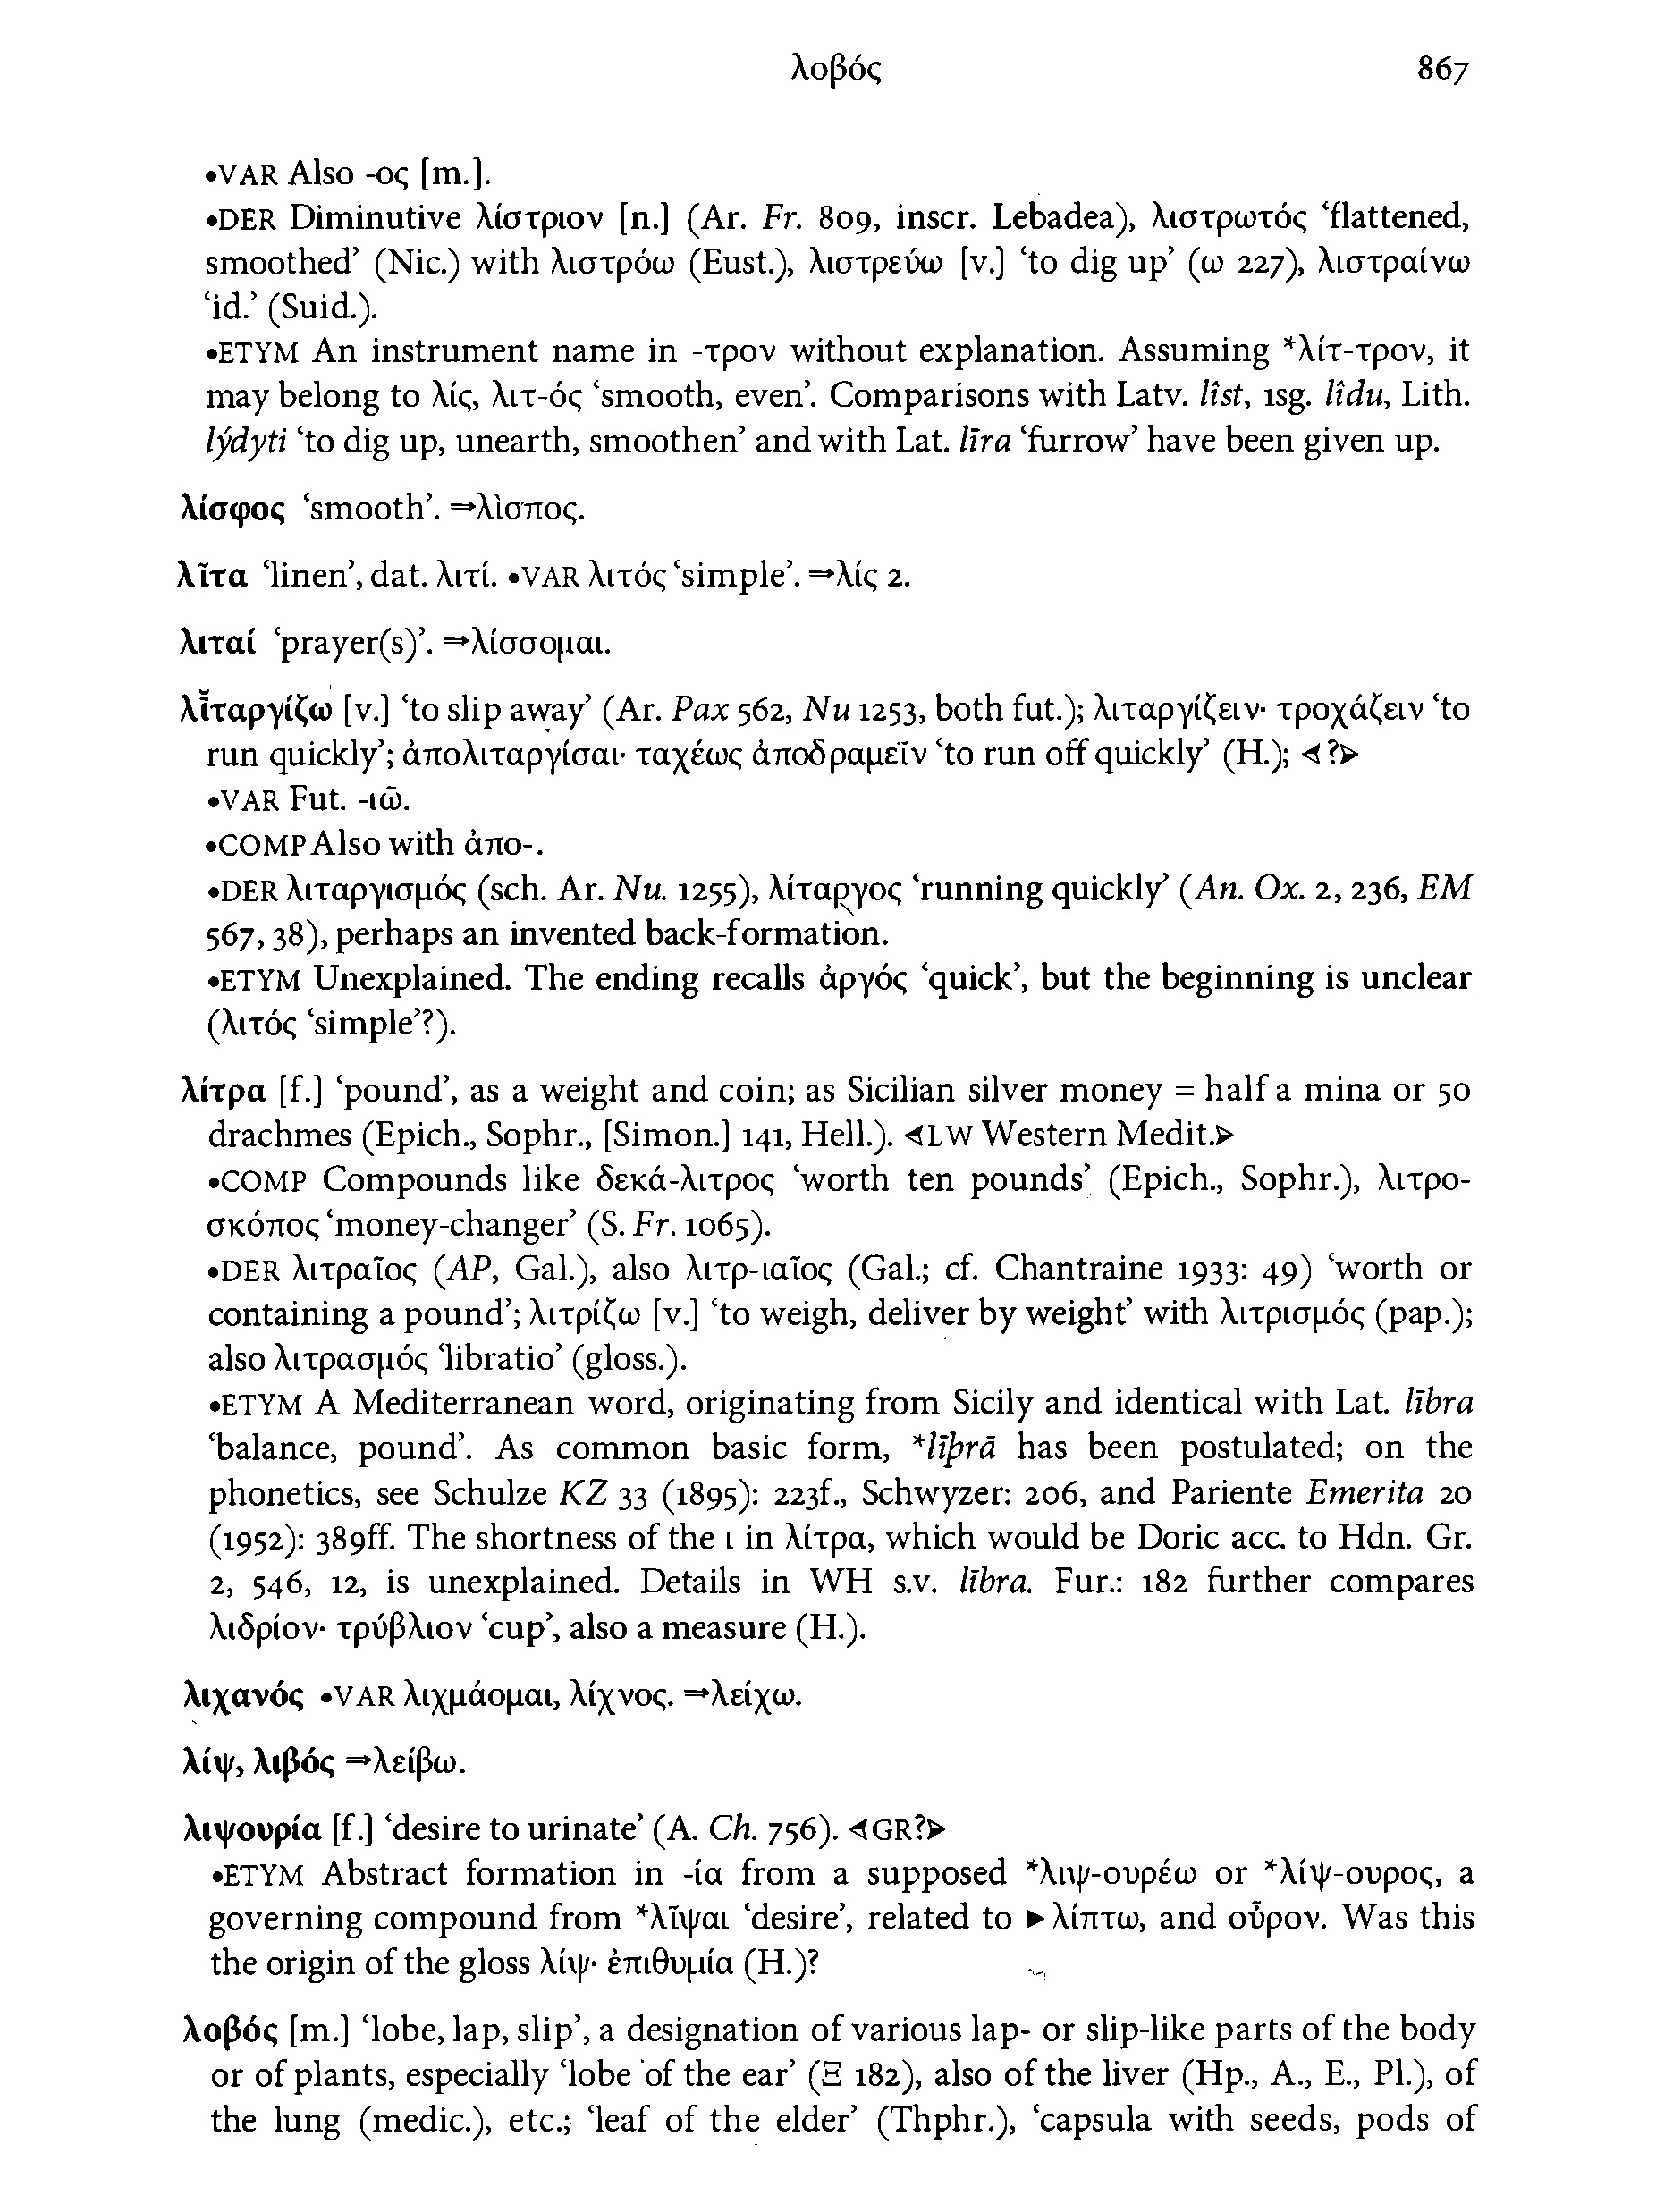 λοβός 867
•VAR Also -ος [m.].
•DER Diminutive λίστριον [n.] (Ar. Fr. 809, inscr. Lebadea), λιστρωτός ‘flattened,
smoothed’ (Nic.) with λιστρόω (Eust.), λιστρεύω [v.] ‘to dig up’ (ω 227), λιστραίνω
‘id.’ (Suid.).
•ETYM An instrument name in -τρον without explanation. Assuming *λίτ-τρον, it
may belong to λίς, λιτ-ός ‘smooth, even’. Comparisons with Latv. lîst, 1sg. lîdu, Lith.
lýdyti ‘to dig up, unearth, smoothen’ and with Lat. līra ‘furrow’ have been given up.
λίσφος ‘smooth’. ⇒λίσπος.
λῖτα ‘linen’, dat. λιτί. •VAR λιτός ‘simple’. ⇒λίς 2.
λιταί ‘prayer(s)’. ⇒λίσσομαι.
λῐ̄ταργίζω [v.] ‘to slip away’ (Ar. Pax 562, Nu 1253, both fut.); λιταργίζειν· τροχάζειν ‘to
run quickly’; ἀπολιταργίσαι· ταχέως ἀποδραμεῖν ‘to run off quickly’ (H.); ◁?▷
•VAR Fut. -ιῶ.
•COMP Also with ἀπο-.
•DER λιταργισμός (sch. Ar. Nu. 1255), λίταργος ‘running quickly’ (An. Ox. 2, 236, EM
567, 38), perhaps an invented back-formation.
•ETYM Unexplained. The ending recalls ἀργός ‘quick’, but the beginning is unclear
(λιτός ‘simple’?).
λίτρα [f.] ‘pound’, as a weight and coin; as Sicilian silver money = half a mina or 50
drachmes (Epich., Sophr., [Simon.] 141, Hell.). ◁LW Western Medit.▷
•COMP Compounds like δεκά-λιτρος ‘worth ten pounds’ (Epich., Sophr.), λιτρο-
σκόπος ‘money-changer’ (S. Fr. 1065).
•DER λιτραῖος (AP, Gal.), also λιτρ-ιαῖος (Gal.; cf. Chantraine 1933: 49) ‘worth or
containing a pound’; λιτρίζω [v.] ‘to weigh, deliver by weight’ with λιτρισμός (pap.);
also λιτρασμός ‘libratio’ (gloss.).
•ETYM A Mediterranean word, originating from Sicily and identical with Lat. lībra
‘balance, pound’. As common basic form, *līþrā has been postulated; on the
phonetics, see Schulze KZ 33 (1895): 223f., Schwyzer: 206, and Pariente Emerita 20
(1952): 389ff. The shortness of the ι in λίτρα, which would be Doric acc. to Hdn. Gr.
2, 546, 12, is unexplained. Details in WH s.v. lībra. Fur.: 182 further compares
λιδρίον· τρύβλιον ‘cup’, also a measure (H.).
λιχανός •VAR λιχμάομαι, λίχνος. ⇒λείχω.
λίψ, λιβός ⇒λείβω.
λιψουρία [f.] ‘desire to urinate’ (A. Ch. 756). ◁GR?▷
•ETYM Abstract formation in -ία from a supposed *λιψ-ουρέω or *λίψ-ουρος, a
governing compound from *λῖψαι ‘desire’, related to ►λίπτω, and οὖρον. Was this
the origin of the gloss λίψ· ἐπιθυμία (H.)?
λοβός [m.] ‘lobe, lap, slip’, a designation of various lap- or slip-like parts of the body
or of plants, especially ‘lobe of the ear’ (Ξ 182), also of the liver (Hp., A., E., Pl.), of
the lung (medic.), etc.; ‘leaf of the elder’ (Thphr.), ‘capsula with seeds, pods of